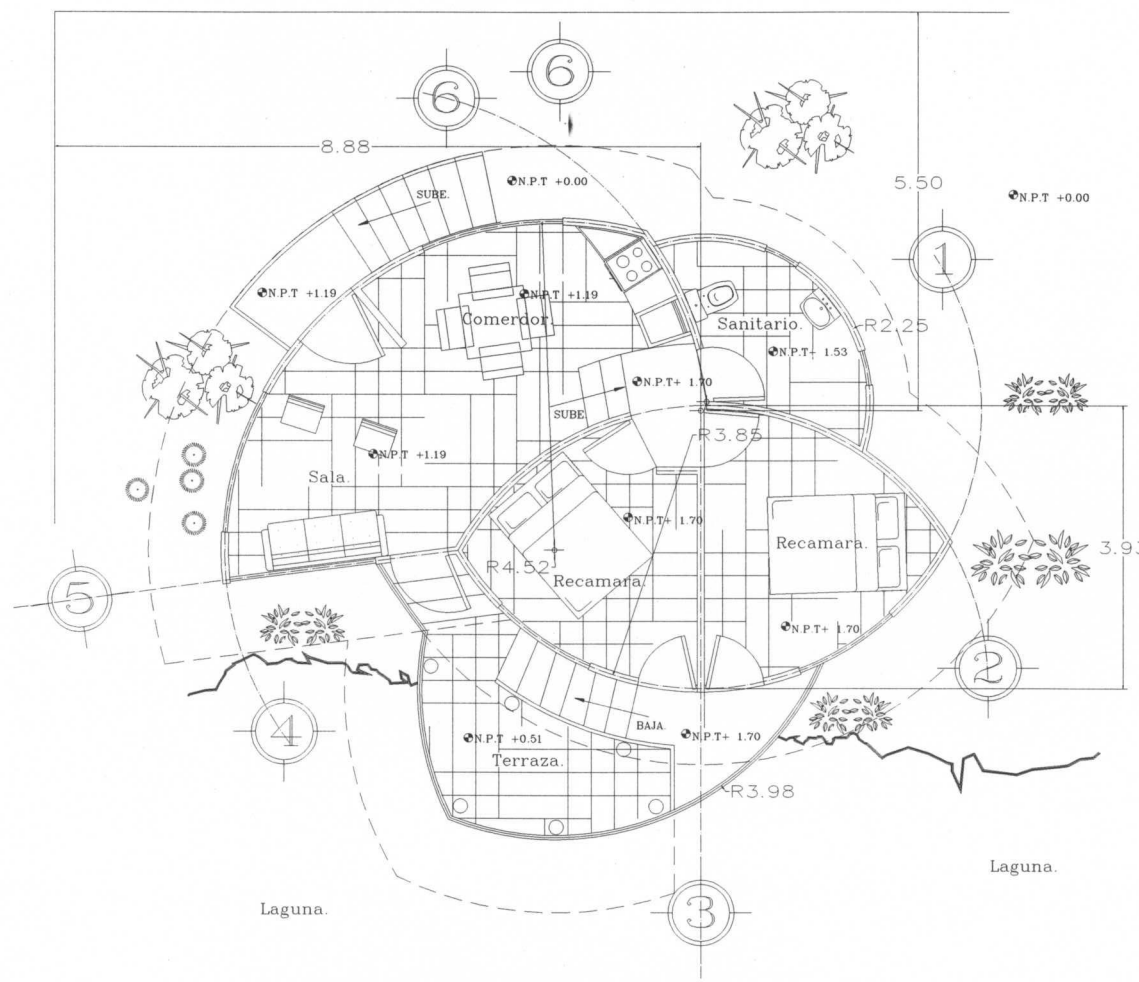 6
6
8.88
5.50
N.P.T +0.00
SUBE.
N.P.T +0.00
1
N.P.T +1.19
N.P.T +1.19
Comerdor.
Sanitario.
R2.25
N.P.T+ 1.53
N.P.T+ 1.70
SUBE.
R3.85
N.P.T +1.19
Sala.
N.P.T+ 1.70
Recamara.
3.93
R4.52
Recamara.
5
N.P.T+ 1.70
2
4
BAJA.
N.P.T+ 1.70
N.P.T +0.51
Terraza.
R3.98
Laguna.
Laguna.
3